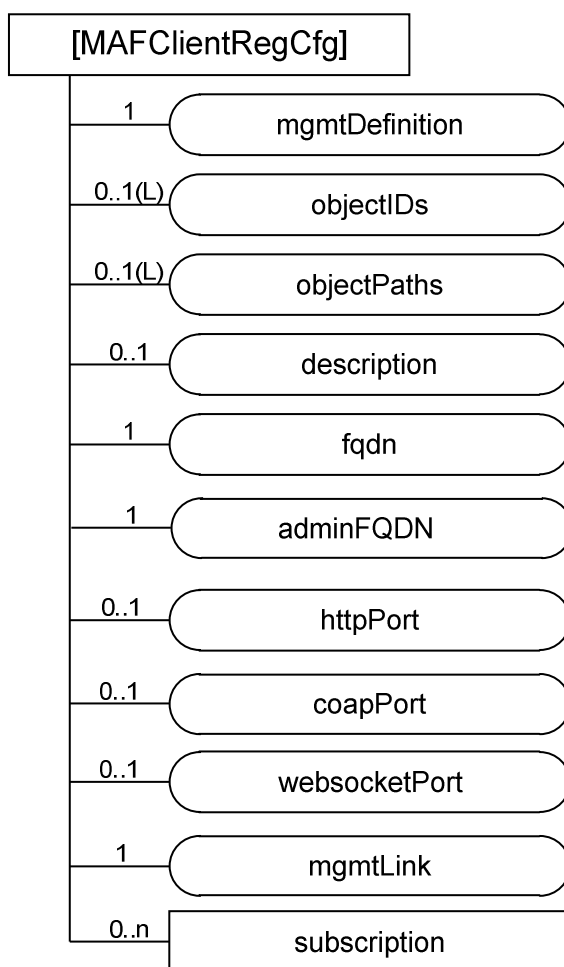 [MAFClientRegCfg]
1 mgmtDefinition
0..1(L) objectIDs
0..1(L) objectPaths
0..1 description
1 fqdn
1 adminFQDN
0..1 httpPort
0..1 coapPort
0..1 websocketPort
1 mgmtLink
0..n subscription